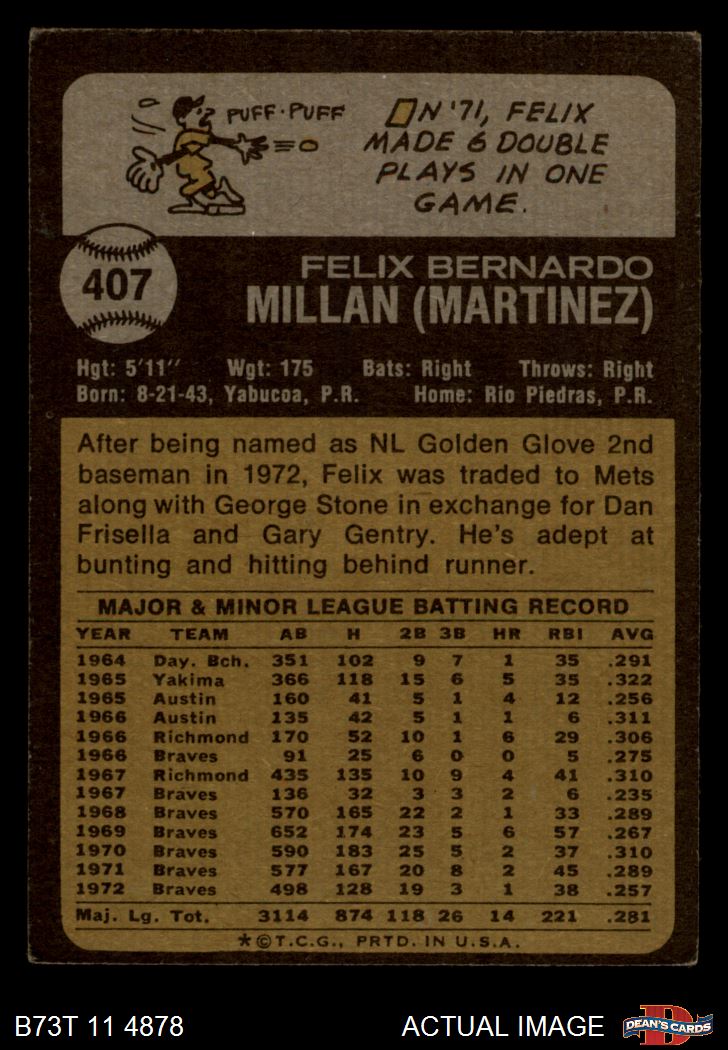 PUFF·PUFF
IN '71, FELIX
MADE 6 DOUBLE
PLAYS IN ONE
GAME.
407
FELIX BERNARDO
MILLAN (MARTINEZ)
Hgt: 5'11" Wgt: 175 Bats: Right Throws: Right
Born: 8-21-43, Yabucoa, P.R. Home: Rio Piedras, P.R.
After being named as NL Golden Glove 2nd
baseman in 1972, Felix was traded to Mets
along with George Stone in exchange for Dan
Frisella and Gary Gentry. He's adept at
bunting and hitting behind runner.
MAJOR & MINOR LEAGUE BATTING RECORD
YEAR TEAM AB H 2B 3B HR RBI AVG
1964 Day. Bch. 351 102 9 7 1 35 .291
1965 Yakima 366 118 15 6 5 35 .322
1965 Austin 160 41 5 1 4 12 .256
1966 Austin 135 42 5 1 1 6 .311
1966 Richmond 170 52 10 1 6 29 .306
1966 Braves 91 25 6 0 0 5 .275
1967 Richmond 435 135 10 9 4 41 .310
1967 Braves 136 32 3 3 2 6 .235
1968 Braves 570 165 22 2 1 33 .289
1969 Braves 652 174 23 5 6 57 .267
1970 Braves 590 183 25 5 2 37 .310
1971 Braves 577 167 20 8 2 45 .289
1972 Braves 498 128 19 3 1 38 .257
Maj. Lg. Tot. 3114 874 118 26 14 221 .281
*©T.C.G., PRTD. IN U.S.A.
B73T 11 4878 ACTUAL IMAGE
D
DEAN'S CARDS